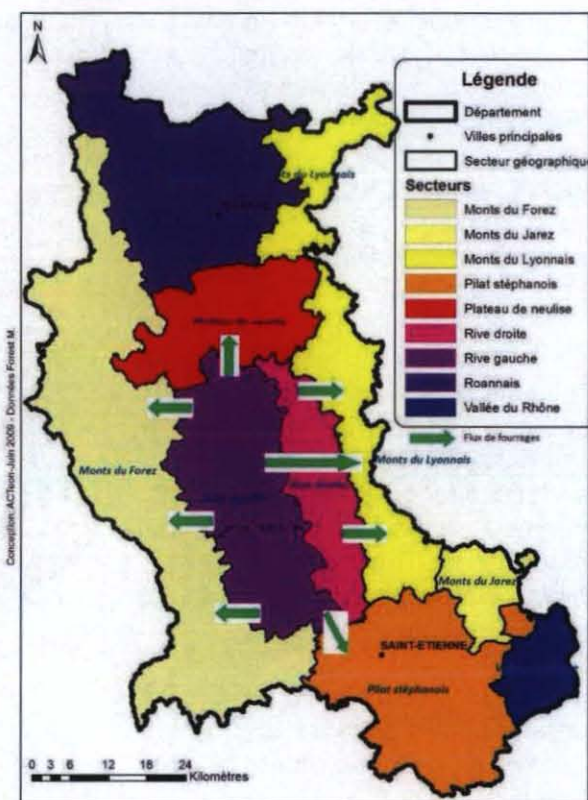 N
Légende
Département
Villes principales
Secteur géographique
Secteurs
Monts du Forez
Monts du Jarez
Monts du Lyonnais
Pilat stéphanois
Plateau de neulise
Rive droite
Rive gauche
Roannais
Vallée du Rhône
Flux de fourrages
ts du Lyonnais
Monts du Lyonnais
Monts du Forez
Monts du Jarez
SAINT-ETIENNE
Pilat stéphanois
0 3 6 12 18 24
Kilomètres
Conception: ACTeon-Juin 2009 - Données Forest M.